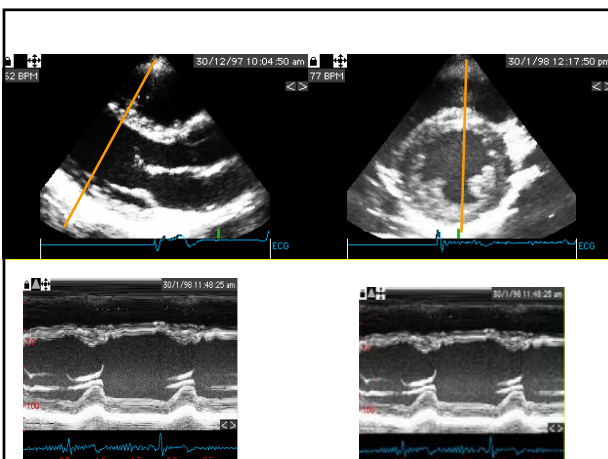 30/12/97 10:04:50 am
62 BPM
< >
ECG
30/1/98 12:17:50 pm
77 BPM
< >
ECG
30/1/98 11:48:25 am
-100
< >
30/1/98 11:48:25 am
-100
< >